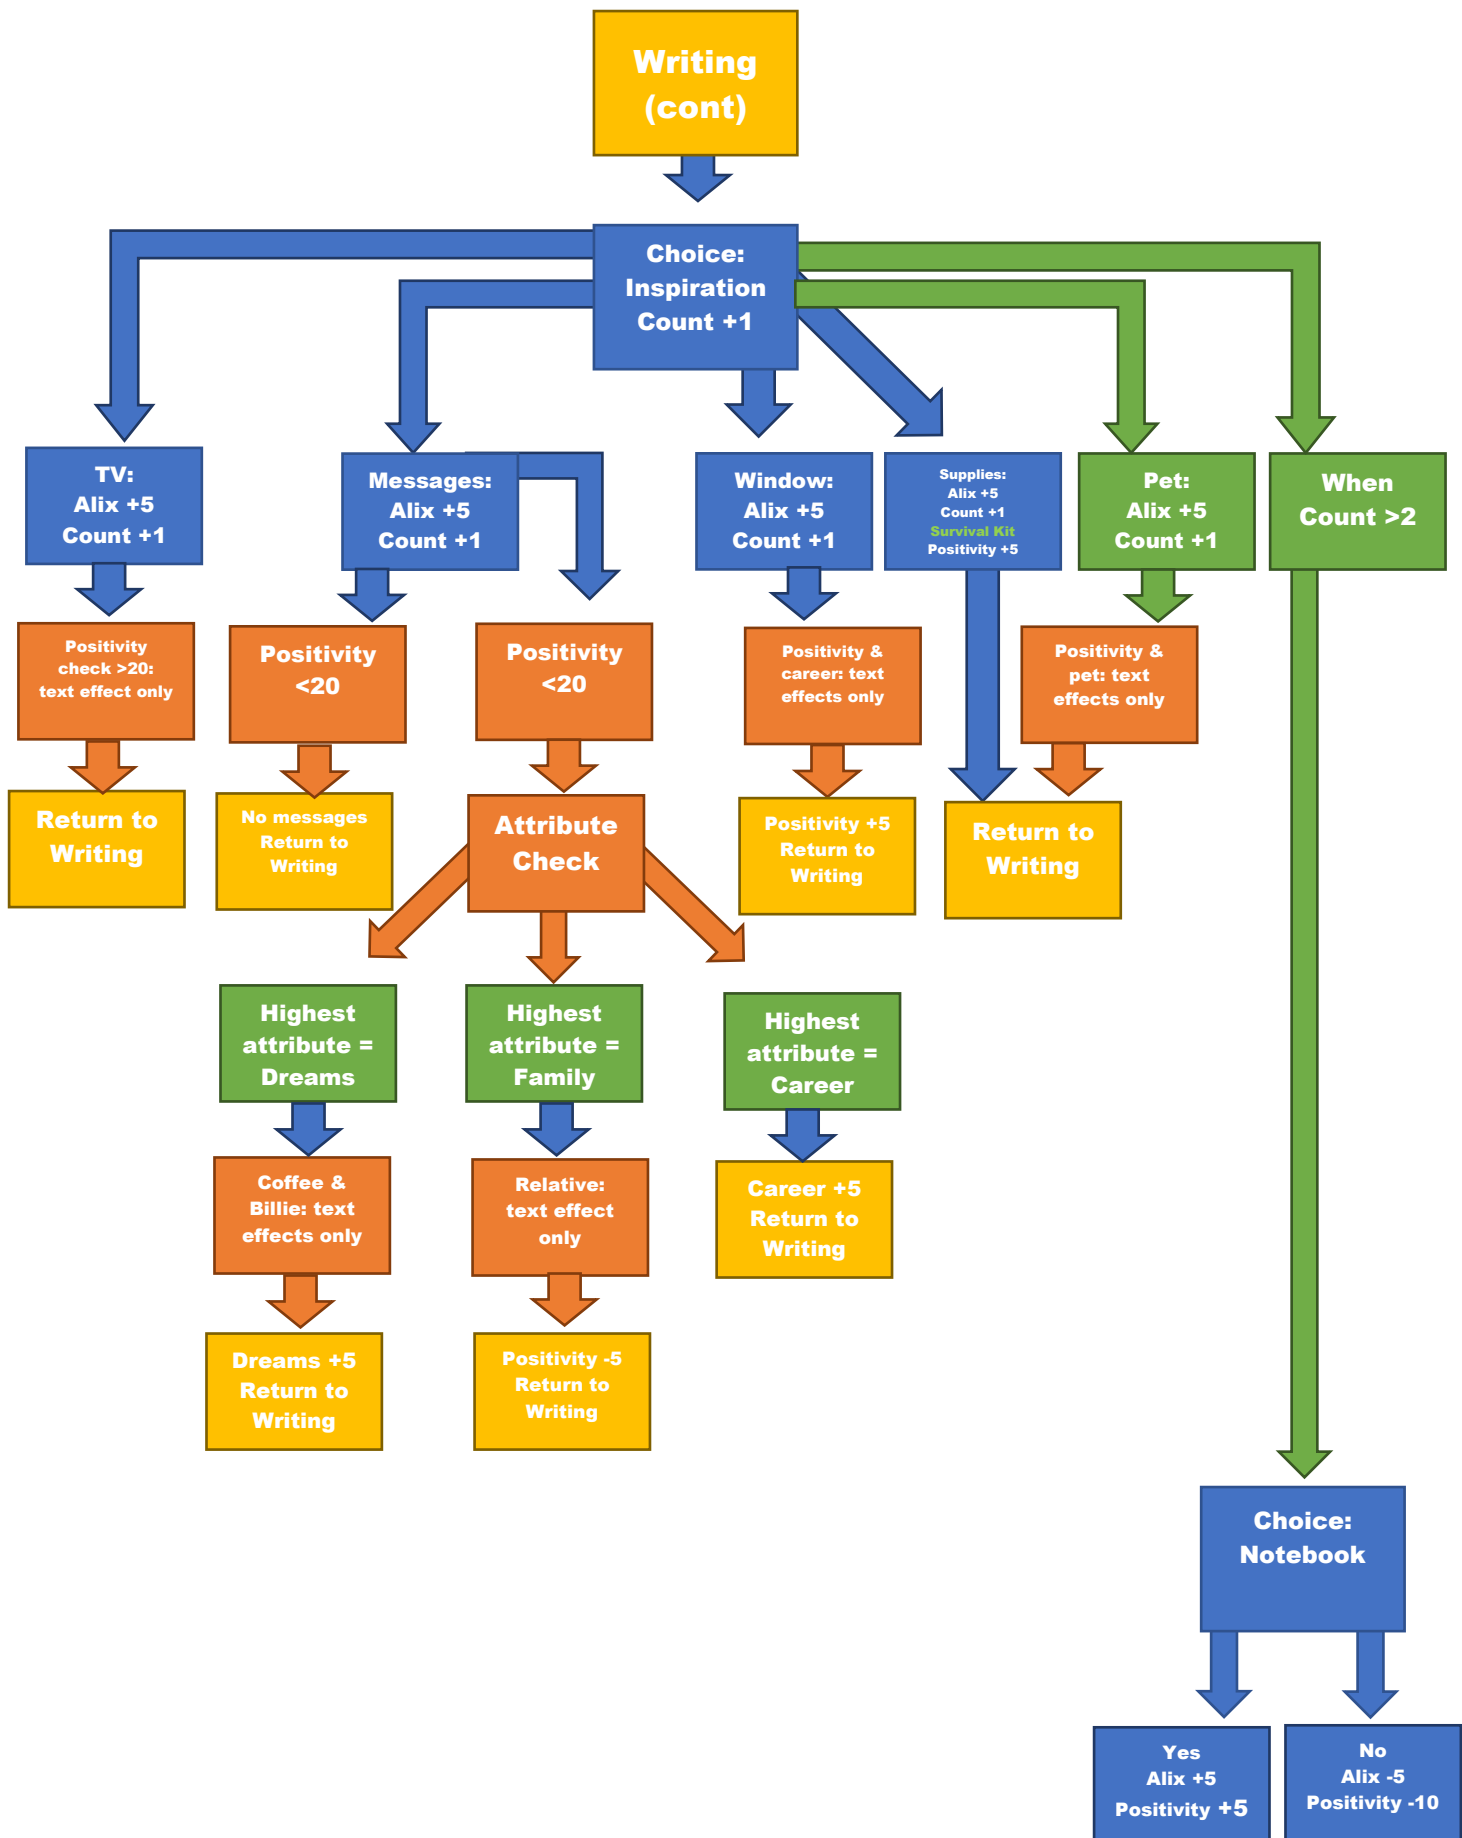 Writing
(cont)
Choice:
Inspiration
Count +1
TV:
Alix +5
Count +1
Messages:
Alix +5
Count +1
Window:
Alix +5
Count +1
Supplies:
Alix +5
Count +1
Survival Kit
Positivity +5
Pet:
Alix +5
Count +1
When
Count >2
Positivity
check >20:
text effect only
Positivity
<20
Positivity
<20
Positivity &
career: text
effects only
Positivity &
pet: text
effects only
Return to
Writing
No messages
Return to
Writing
Attribute
Check
Positivity +5
Return to
Writing
Return to
Writing
Highest
attribute =
Dreams
Highest
attribute =
Family
Highest
attribute =
Career
Coffee &
Billie: text
effects only
Relative:
text effect
only
Career +5
Return to
Writing
Dreams +5
Return to
Writing
Positivity -5
Return to
Writing
Choice:
Notebook
Yes
Alix +5
Positivity +5
No
Alix -5
Positivity -10